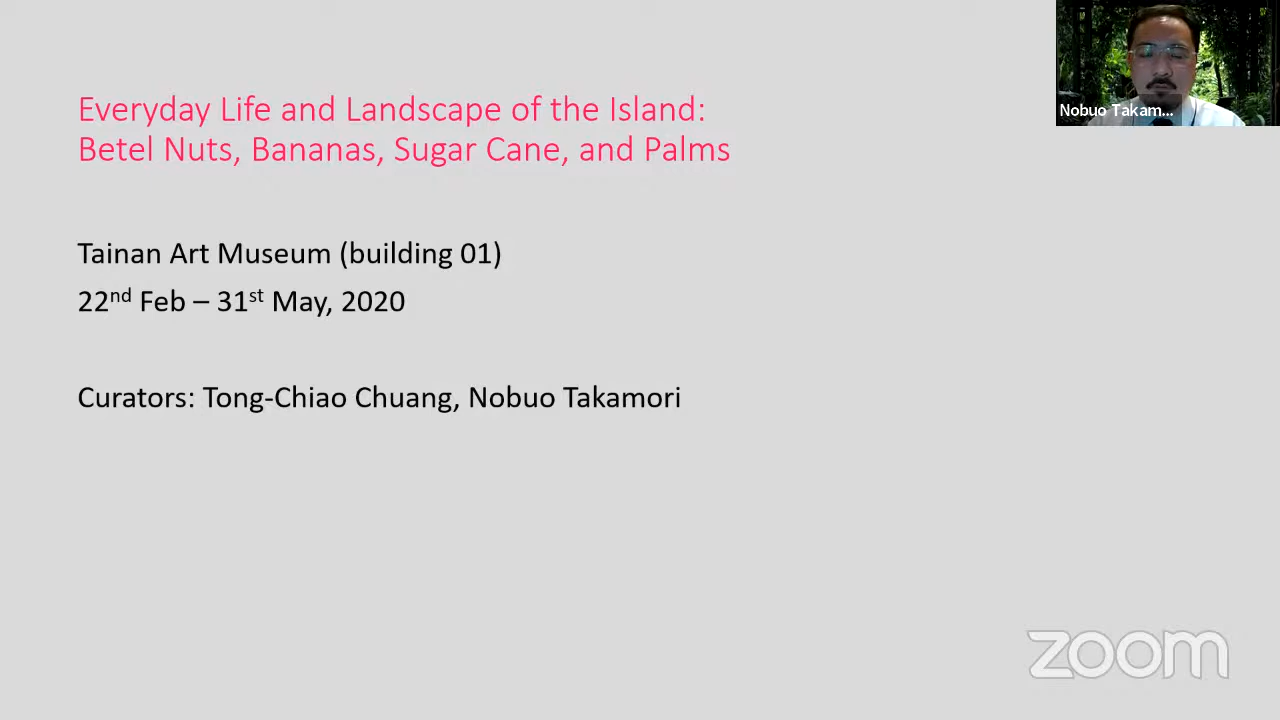 Everyday Life and Landscape of the Island:
Betel Nuts, Bananas, Sugar Cane, and Palms
Nobuo Takam...
Tainan Art Museum (building 01)
22nd Feb – 31st May, 2020
Curators: Tong-Chiao Chuang, Nobuo Takamori
zoom